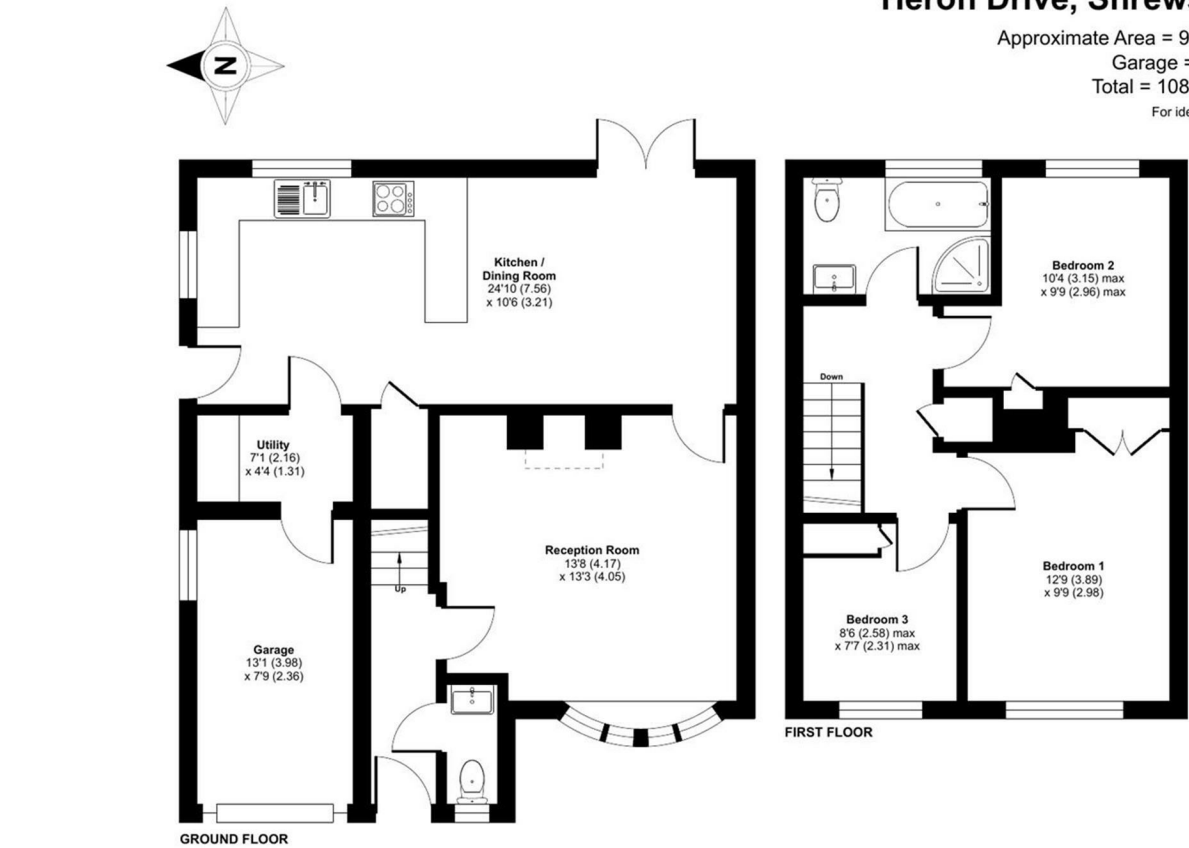 Heron Drive, Shrews
Approximate Area = 9
Garage =
Total = 108
For ide
N
Kitchen /
Dining Room
24'10 (7.56)
x 10'6 (3.21)
Utility
7'1 (2.16)
x 4'4 (1.31)
Reception Room
13'8 (4.17)
x 13'3 (4.05)
Up
Garage
13'1 (3.98)
x 7'9 (2.36)
GROUND FLOOR
Bedroom 2
10'4 (3.15) max
x 9'9 (2.96) max
Down
Bedroom 1
12'9 (3.89)
x 9'9 (2.98)
Bedroom 3
8'6 (2.58) max
x 7'7 (2.31) max
FIRST FLOOR